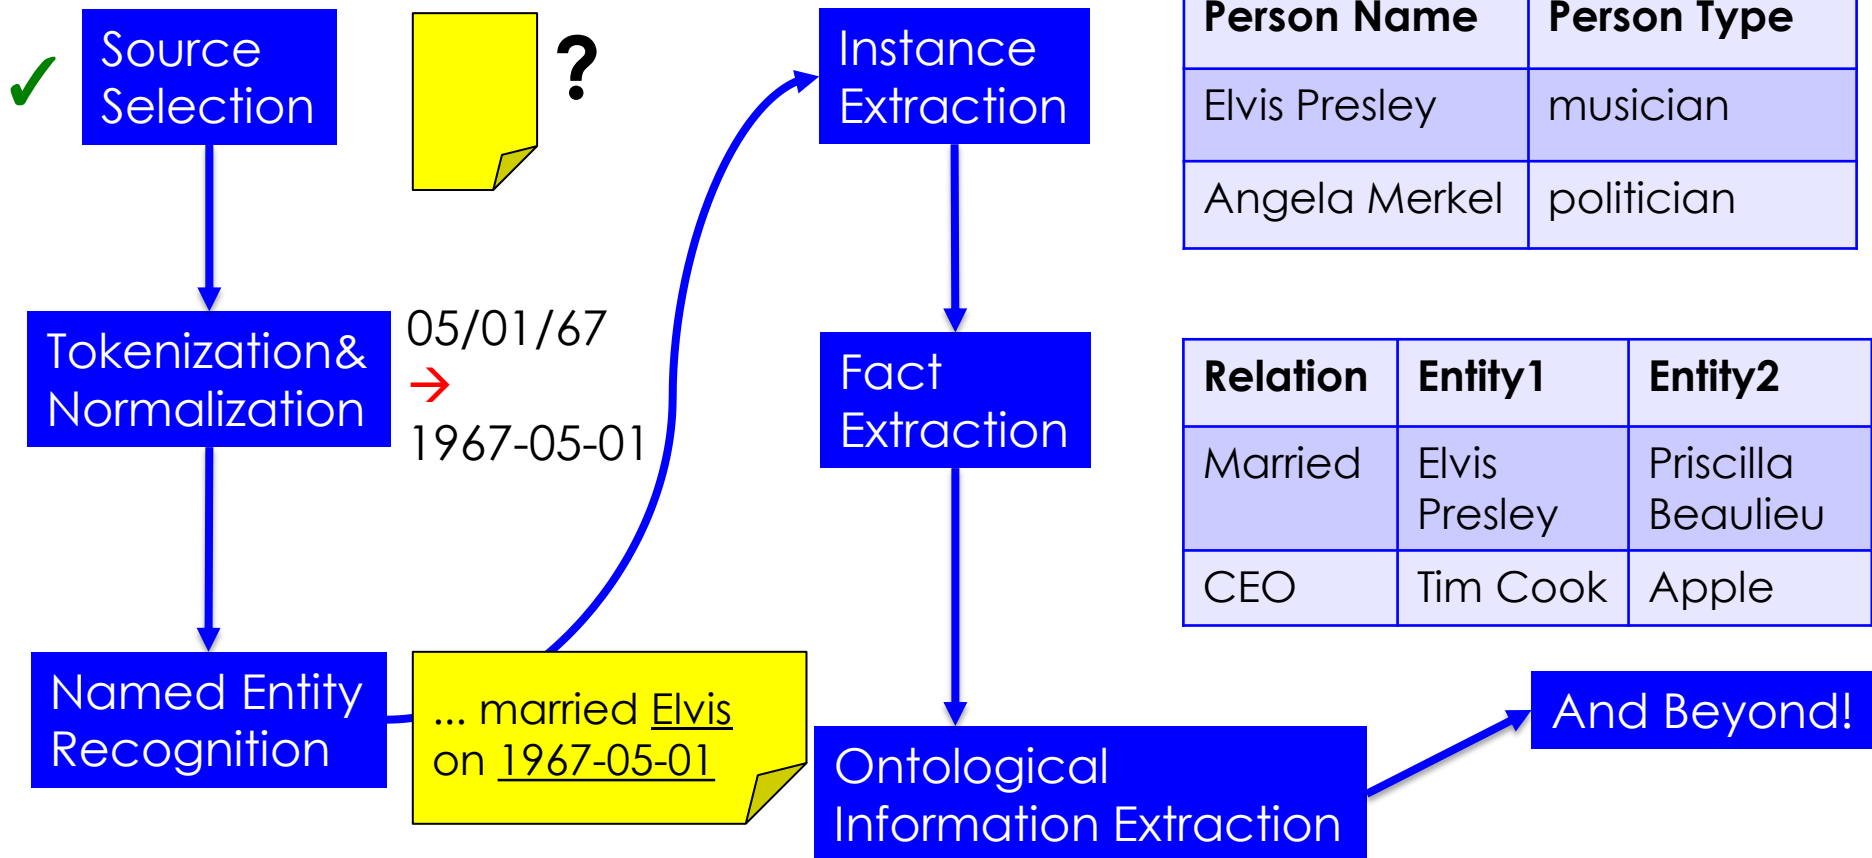 ✓
Source
Selection
?
Tokenization&
Normalization
05/01/67
→
1967-05-01
Named Entity
Recognition
... married Elvis
on 1967-05-01
Instance
Extraction
Fact
Extraction
Ontological
Information Extraction
And Beyond!
Person Name Person Type
Elvis Presley musician
Angela Merkel politician
Relation Entity1 Entity2
Married Elvis Priscilla
Presley Beaulieu
CEO Tim Cook Apple